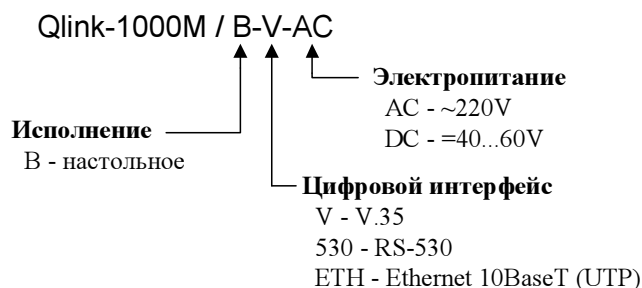 Qlink-1000M / B-V-AC
Электропитание
AC - ~220V
DC - =40...60V
Исполнение
B - настольное
Цифровой интерфейс
V - V.35
530 - RS-530
ETH - Ethernet 10BaseT (UTP)